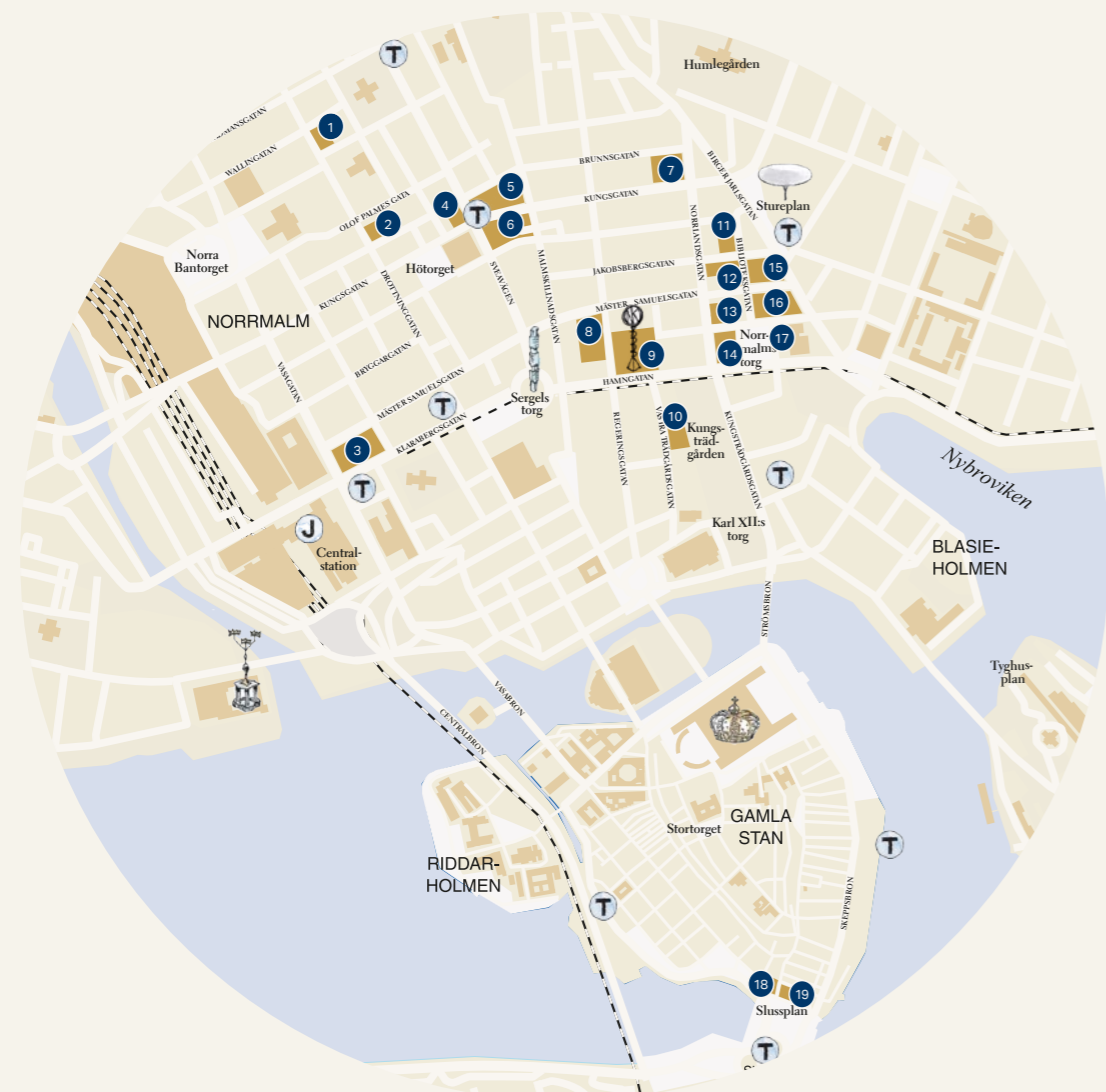 T
Humlegården
MANSGATAN
1
WALLINGATAN
BRUNNSGATAN
7
BIRGER JARLSGATAN
5
KUNGSGATAN
Stureplan
4
T
OLOF PALMES GATA
2
6
11
T
NORRLANDSGATAN
BIBLIOTEKSGATAN
Norra
Bantorget
Hötorget
SVEAVÄGEN
MALMSKILLNADSGATAN
JAKOBSBERGSGATAN
12
15
DROTTNINGGATAN
KUNGSGATAN
MÄSTER SAMUELSGATAN
16
13
NORRMALM
8
9
14
17
Norr-
malms
torg
VASAGATAN
BRYGGARGATAN
HAMNGATAN
MÄSTER SAMUELSGATAN
Sergels
torg
T
KLARABERGSGATAN
REGERINGSGATAN
VÄSTRA TRÄDGÅRDSGATAN
KUNGSTRÄDGÅRDSGATAN
10
Kungs-
träd-
gården
3
T
T
Nybroviken
J
Central-
station
Karl XII:s
torg
BLASIE-
HOLMEN
STRÖMSBRON
Tyghus-
plan
VASABRON
CENTRALBRON
Stortorget
GAMLA
STAN
T
RIDDAR-
HOLMEN
SKEPPSBRON
T
18
19
Slussplan
T